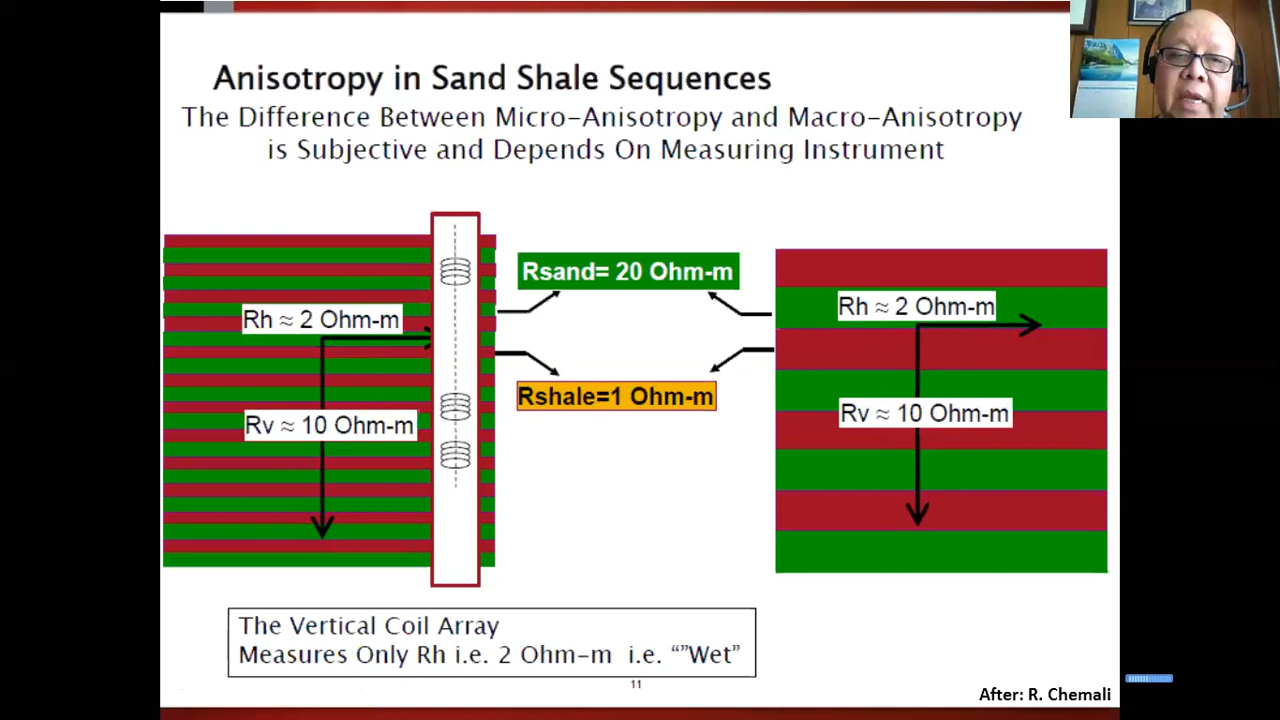 Anisotropy in Sand Shale Sequences
The Difference Between Micro-Anisotropy and Macro-Anisotropy
is Subjective and Depends On Measuring Instrument
Rsand= 20 Ohm-m
Rh ≈ 2 Ohm-m
Rh ≈ 2 Ohm-m
Rshale=1 Ohm-m
Rv ≈ 10 Ohm-m
Rv ≈ 10 Ohm-m
The Vertical Coil Array
Measures Only Rh i.e. 2 Ohm-m i.e. “”Wet”
11
After: R. Chemali